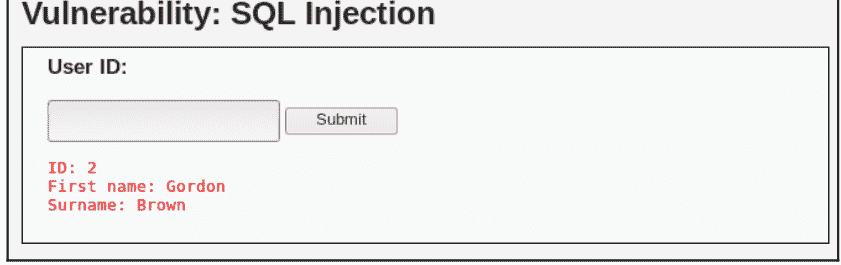 Vulnerability: SQL Injection
User ID:
Submit
ID: 2
First name: Gordon
Surname: Brown